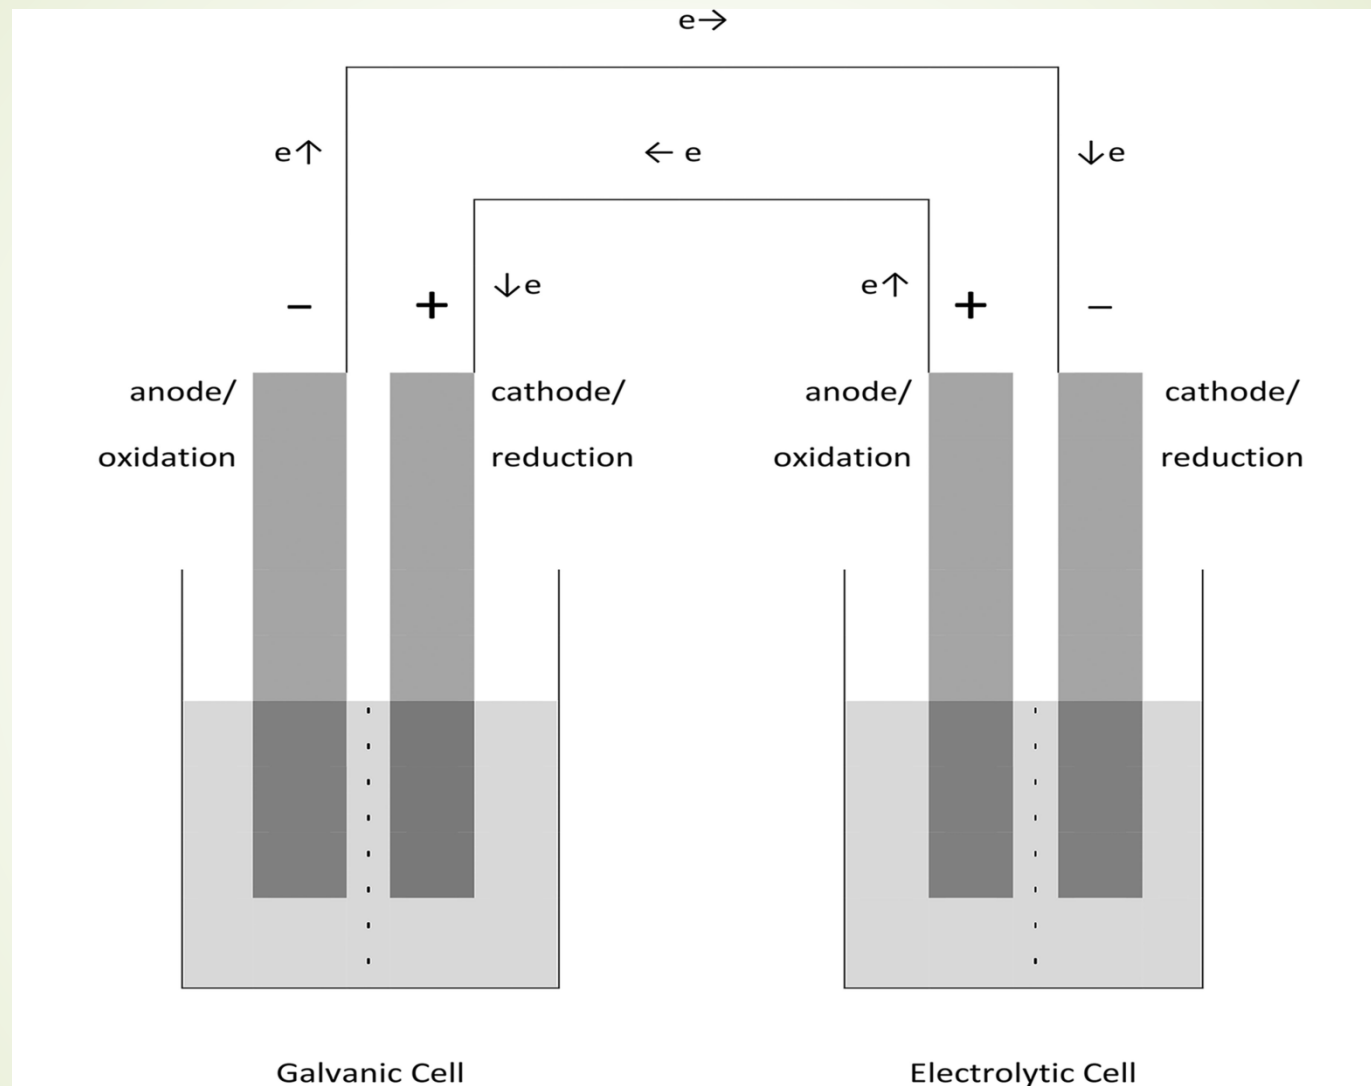 e→
e↑
← e
↓e
↓e
e↑
− + + −
anode/
oxidation
cathode/
reduction
anode/
oxidation
cathode/
reduction
Galvanic Cell
Electrolytic Cell